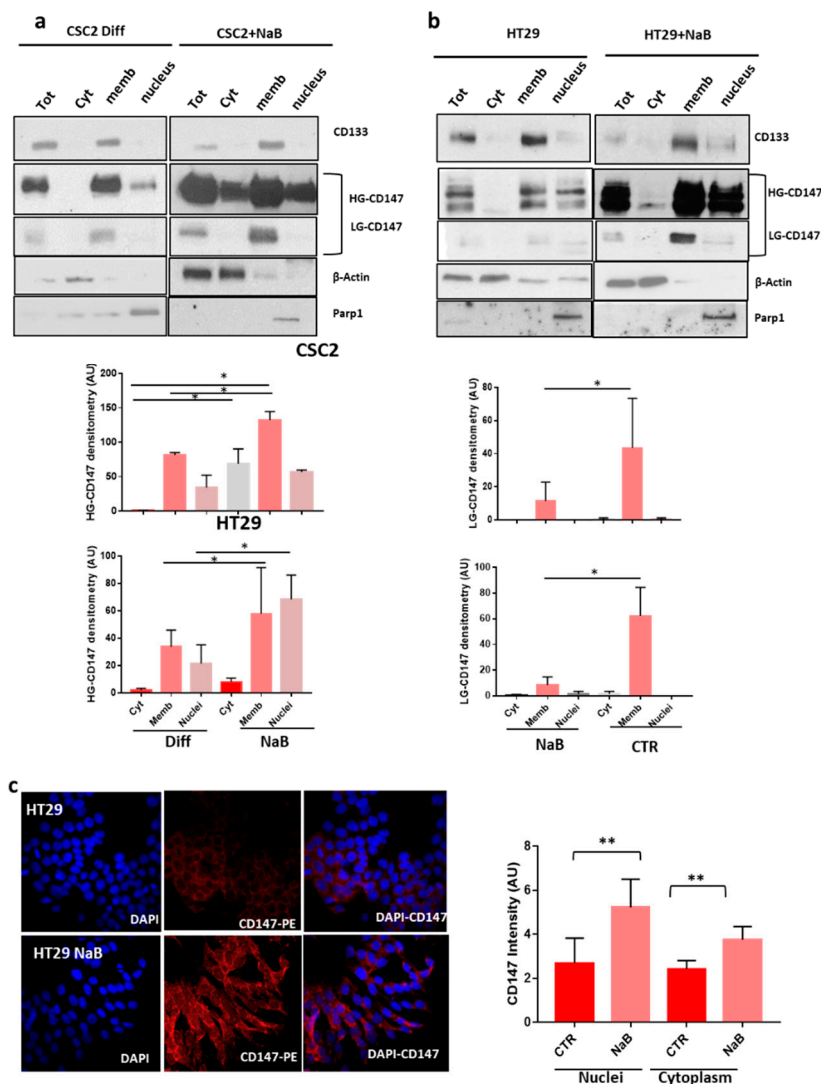 a
CSC2 Diff
CSC2+NaB
Tot
Cyt
memb
nucleus
Tot
Cyt
memb
nucleus
CD133
HG-CD147
LG-CD147
β-Actin
Parp1
b
HT29
HT29+NaB
Tot
Cyt
memb
nucleus
Tot
Cyt
memb
nucleus
CD133
HG-CD147
LG-CD147
β-Actin
Parp1
CSC2
HG-CD147 densitometry (AU)
200
150
100
50
0
*
*
*
LG-CD147 densitometry (AU)
80
60
40
20
0
*
HT29
HG-CD147 densitometry (AU)
100
80
60
40
20
0
*
*
Cyt
Memb
Nuclei
Cyt
Memb
Nuclei
Diff
NaB
LG-CD147 densitometry (AU)
100
80
60
40
20
0
*
Cyt
Memb
Nuclei
Cyt
Memb
Nuclei
NaB
CTR
c
HT29
DAPI
CD147-PE
DAPI-CD147
HT29 NaB
DAPI
CD147-PE
DAPI-CD147
CD147 Intensity (AU)
8
6
4
2
0
**
**
CTR
NaB
CTR
NaB
Nuclei
Cytoplasm